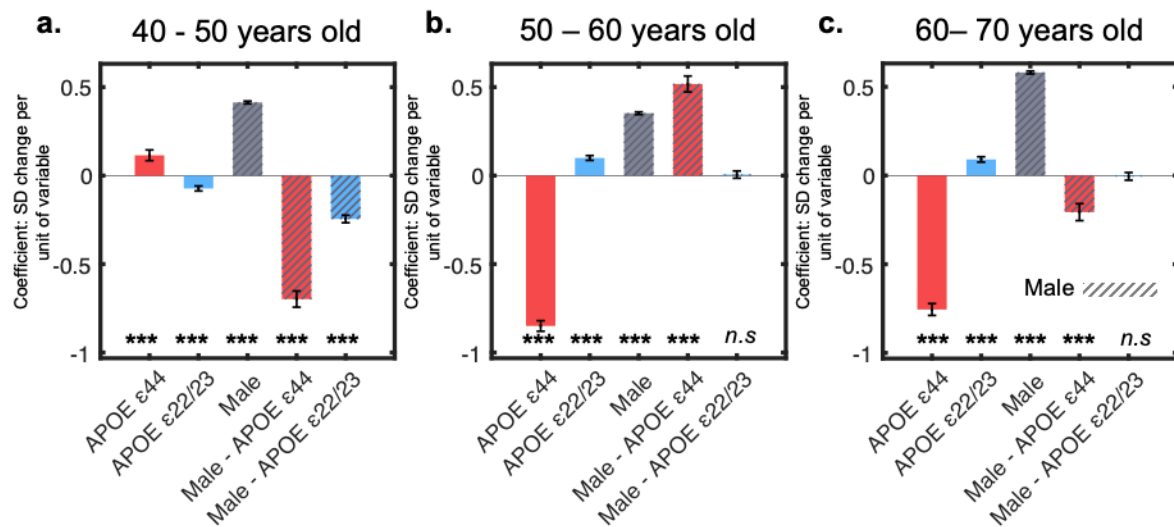 a.
40 - 50 years old
Coefficient: SD change per
unit of variable
0.5
0
-0.5
-1
*** *** *** *** ***
APOE ε44
APOE ε22/23
Male
Male - APOE ε44
Male - APOE ε22/23
b.
50 – 60 years old
Coefficient: SD change per
unit of variable
0.5
0
-0.5
-1
*** *** *** *** n.s
APOE ε44
APOE ε22/23
Male
Male - APOE ε44
Male - APOE ε22/23
c.
60– 70 years old
Coefficient: SD change per
unit of variable
0.5
0
-0.5
-1
Male
*** *** *** *** n.s
APOE ε44
APOE ε22/23
Male
Male - APOE ε44
Male - APOE ε22/23